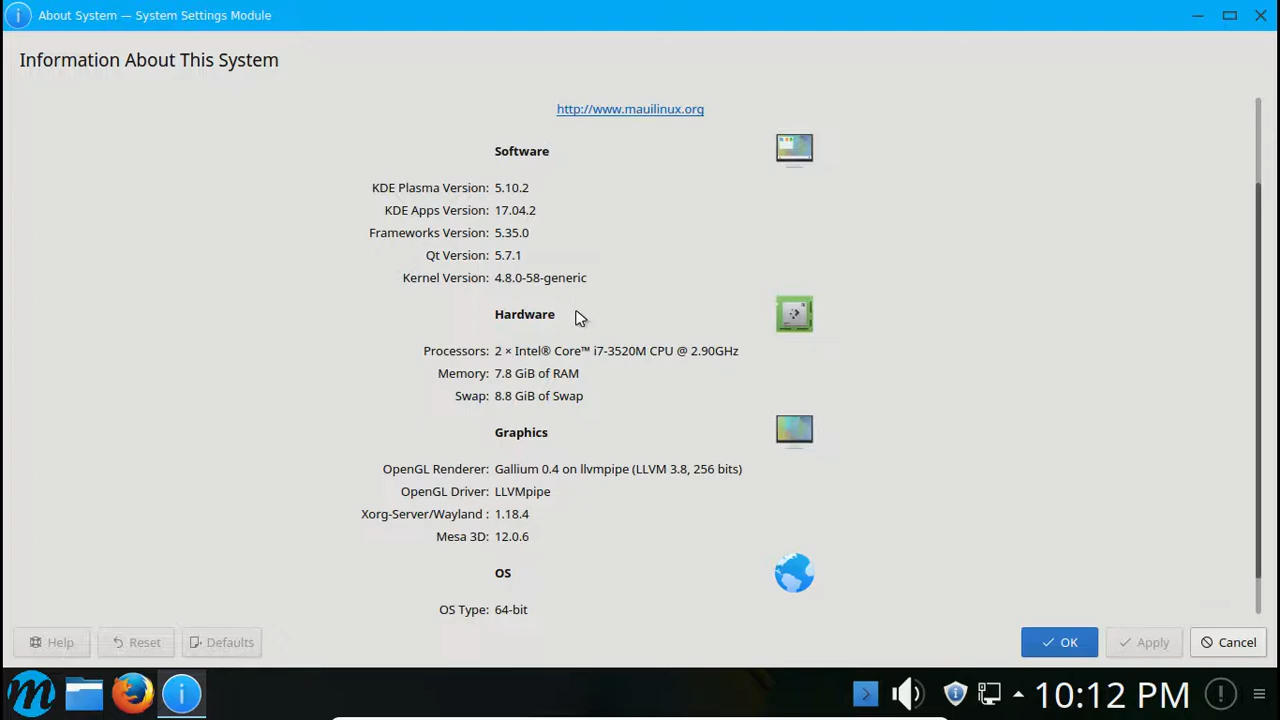 About System — System Settings Module
Information About This System
http://www.mauilinux.org
Software
KDE Plasma Version: 5.10.2
KDE Apps Version: 17.04.2
Frameworks Version: 5.35.0
Qt Version: 5.7.1
Kernel Version: 4.8.0-58-generic
Hardware
Processors: 2 × Intel® Core™ i7-3520M CPU @ 2.90GHz
Memory: 7.8 GiB of RAM
Swap: 8.8 GiB of Swap
Graphics
OpenGL Renderer: Gallium 0.4 on llvmpipe (LLVM 3.8, 256 bits)
OpenGL Driver: LLVMpipe
Xorg-Server/Wayland : 1.18.4
Mesa 3D: 12.0.6
OS
OS Type: 64-bit
Help Reset Defaults OK Apply Cancel
10:12 PM